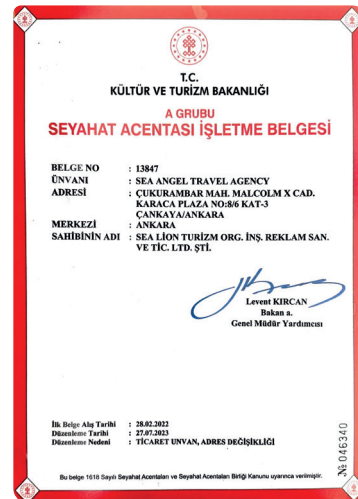 T.C.
KÜLTÜR VE TURİZM BAKANLIĞI
A GRUBU
SEYAHAT ACENTASI İŞLETME BELGESİ
BELGE NO : 13847
ÜNVANI : SEA ANGEL TRAVEL AGENCY
ADRESİ : ÇUKURAMBAR MAH. MALCOLM X CAD.
KARACA PLAZA NO:8/6 KAT-3
ÇANKAYA/ANKARA
MERKEZİ : ANKARA
SAHİBİNİN ADI : SEA LİON TURİZM ORG. İNŞ. REKLAM SAN.
VE TİC. LTD. ŞTİ.
Levent KIRCAN
Bakan a.
Genel Müdür Yardımcısı
İlk Belge Alış Tarihi : 28.02.2022
Düzenleme Tarihi : 27.07.2023
Düzenleme Nedeni : TİCARET UNVAN, ADRES DEĞİŞİKLİĞİ
Bu belge 1618 Sayılı Seyahat Acentaları ve Seyahat Acentaları Birliği Kanunu uyarınca verilmiştir.
№ 046340